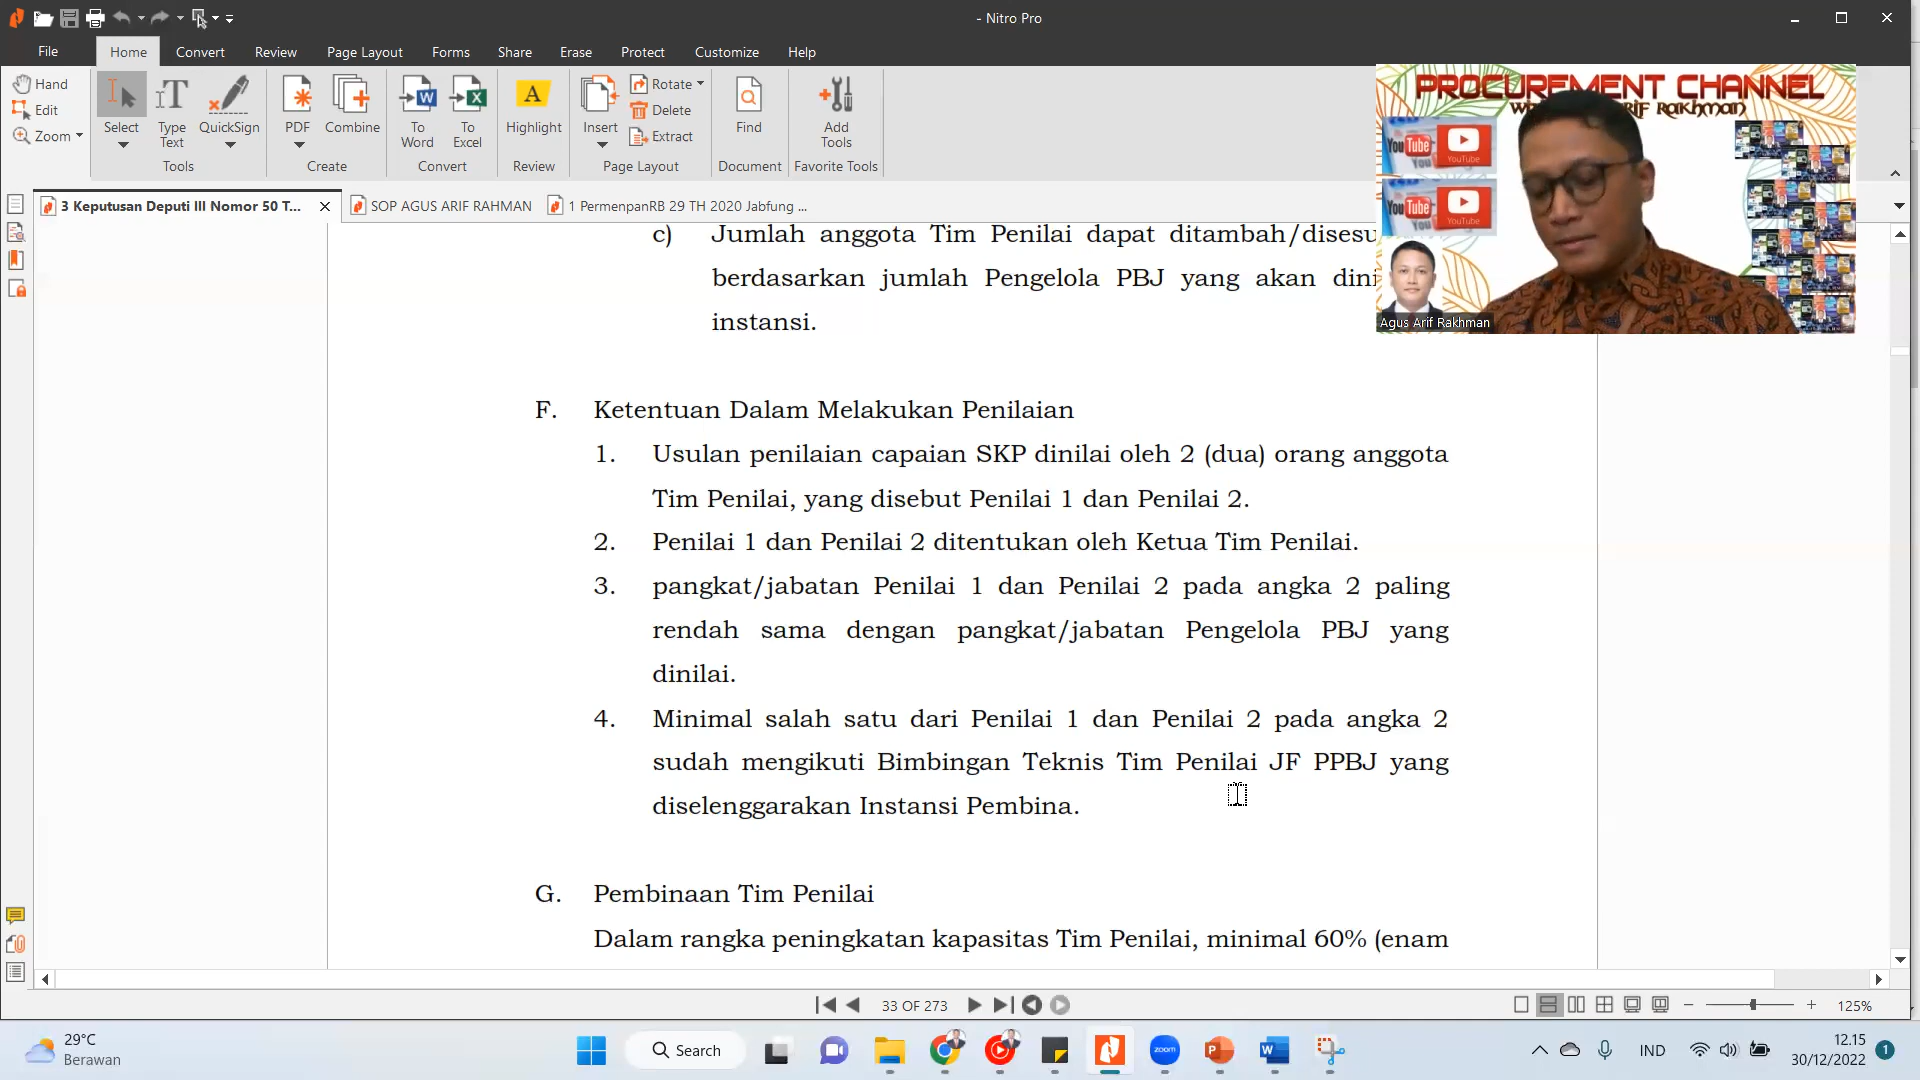 - Nitro Pro
File
Home
Convert
Review
Page Layout
Forms
Share
Erase
Protect
Customize
Help
Hand
Edit
Zoom
Select
Type Text
QuickSign
Tools
PDF
Combine
Create
To Word
To Excel
Convert
A
Highlight
Review
Insert
Rotate
Delete
Extract
Page Layout
Find
Document
Add Tools
Favorite Tools
3 Keputusan Deputi III Nomor 50 T...
SOP AGUS ARIF RAHMAN
1 PermenpanRB 29 TH 2020 Jabfung ...
PROCUREMENT CHANNEL
YouTube
YouTube
Agus Arif Rakhman
c) Jumlah anggota Tim Penilai dapat ditambah/disesu
berdasarkan jumlah Pengelola PBJ yang akan dini
instansi.
F. Ketentuan Dalam Melakukan Penilaian
1. Usulan penilaian capaian SKP dinilai oleh 2 (dua) orang anggota
Tim Penilai, yang disebut Penilai 1 dan Penilai 2.
2. Penilai 1 dan Penilai 2 ditentukan oleh Ketua Tim Penilai.
3. pangkat/jabatan Penilai 1 dan Penilai 2 pada angka 2 paling
rendah sama dengan pangkat/jabatan Pengelola PBJ yang
dinilai.
4. Minimal salah satu dari Penilai 1 dan Penilai 2 pada angka 2
sudah mengikuti Bimbingan Teknis Tim Penilai JF PPBJ yang
diselenggarakan Instansi Pembina.
G. Pembinaan Tim Penilai
Dalam rangka peningkatan kapasitas Tim Penilai, minimal 60% (enam
33 OF 273
125%
29°C
Berawan
Search
zoom
IND
12.15
30/12/2022
1